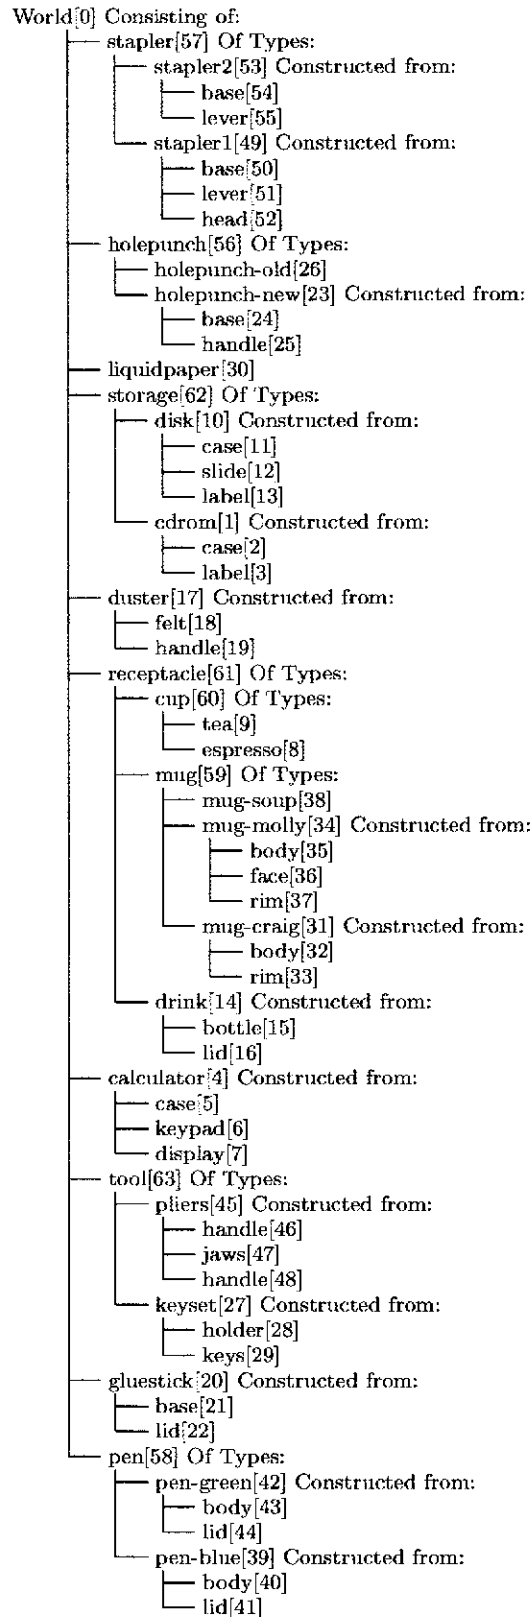 World[0] Consisting of:
stapler[57] Of Types:
stapler2[53] Constructed from:
base[54]
lever[55]
stapler1[49] Constructed from:
base[50]
lever[51]
head[52]
holepunch[56] Of Types:
holepunch-old[26]
holepunch-new[23] Constructed from:
base[24]
handle[25]
liquidpaper[30]
storage[62] Of Types:
disk[10] Constructed from:
case[11]
slide[12]
label[13]
cdrom[1] Constructed from:
case[2]
label[3]
duster[17] Constructed from:
felt[18]
handle[19]
receptacle[61] Of Types:
cup[60] Of Types:
tea[9]
espresso[8]
mug[59] Of Types:
mug-soup[38]
mug-molly[34] Constructed from:
body[35]
face[36]
rim[37]
mug-craig[31] Constructed from:
body[32]
rim[33]
drink[14] Constructed from:
bottle[15]
lid[16]
calculator[4] Constructed from:
case[5]
keypad[6]
display[7]
tool[63] Of Types:
pliers[45] Constructed from:
handle[46]
jaws[47]
handle[48]
keyset[27] Constructed from:
holder[28]
keys[29]
gluestick[20] Constructed from:
base[21]
lid[22]
pen[58] Of Types:
pen-green[42] Constructed from:
body[43]
lid[44]
pen-blue[39] Constructed from:
body[40]
lid[41]